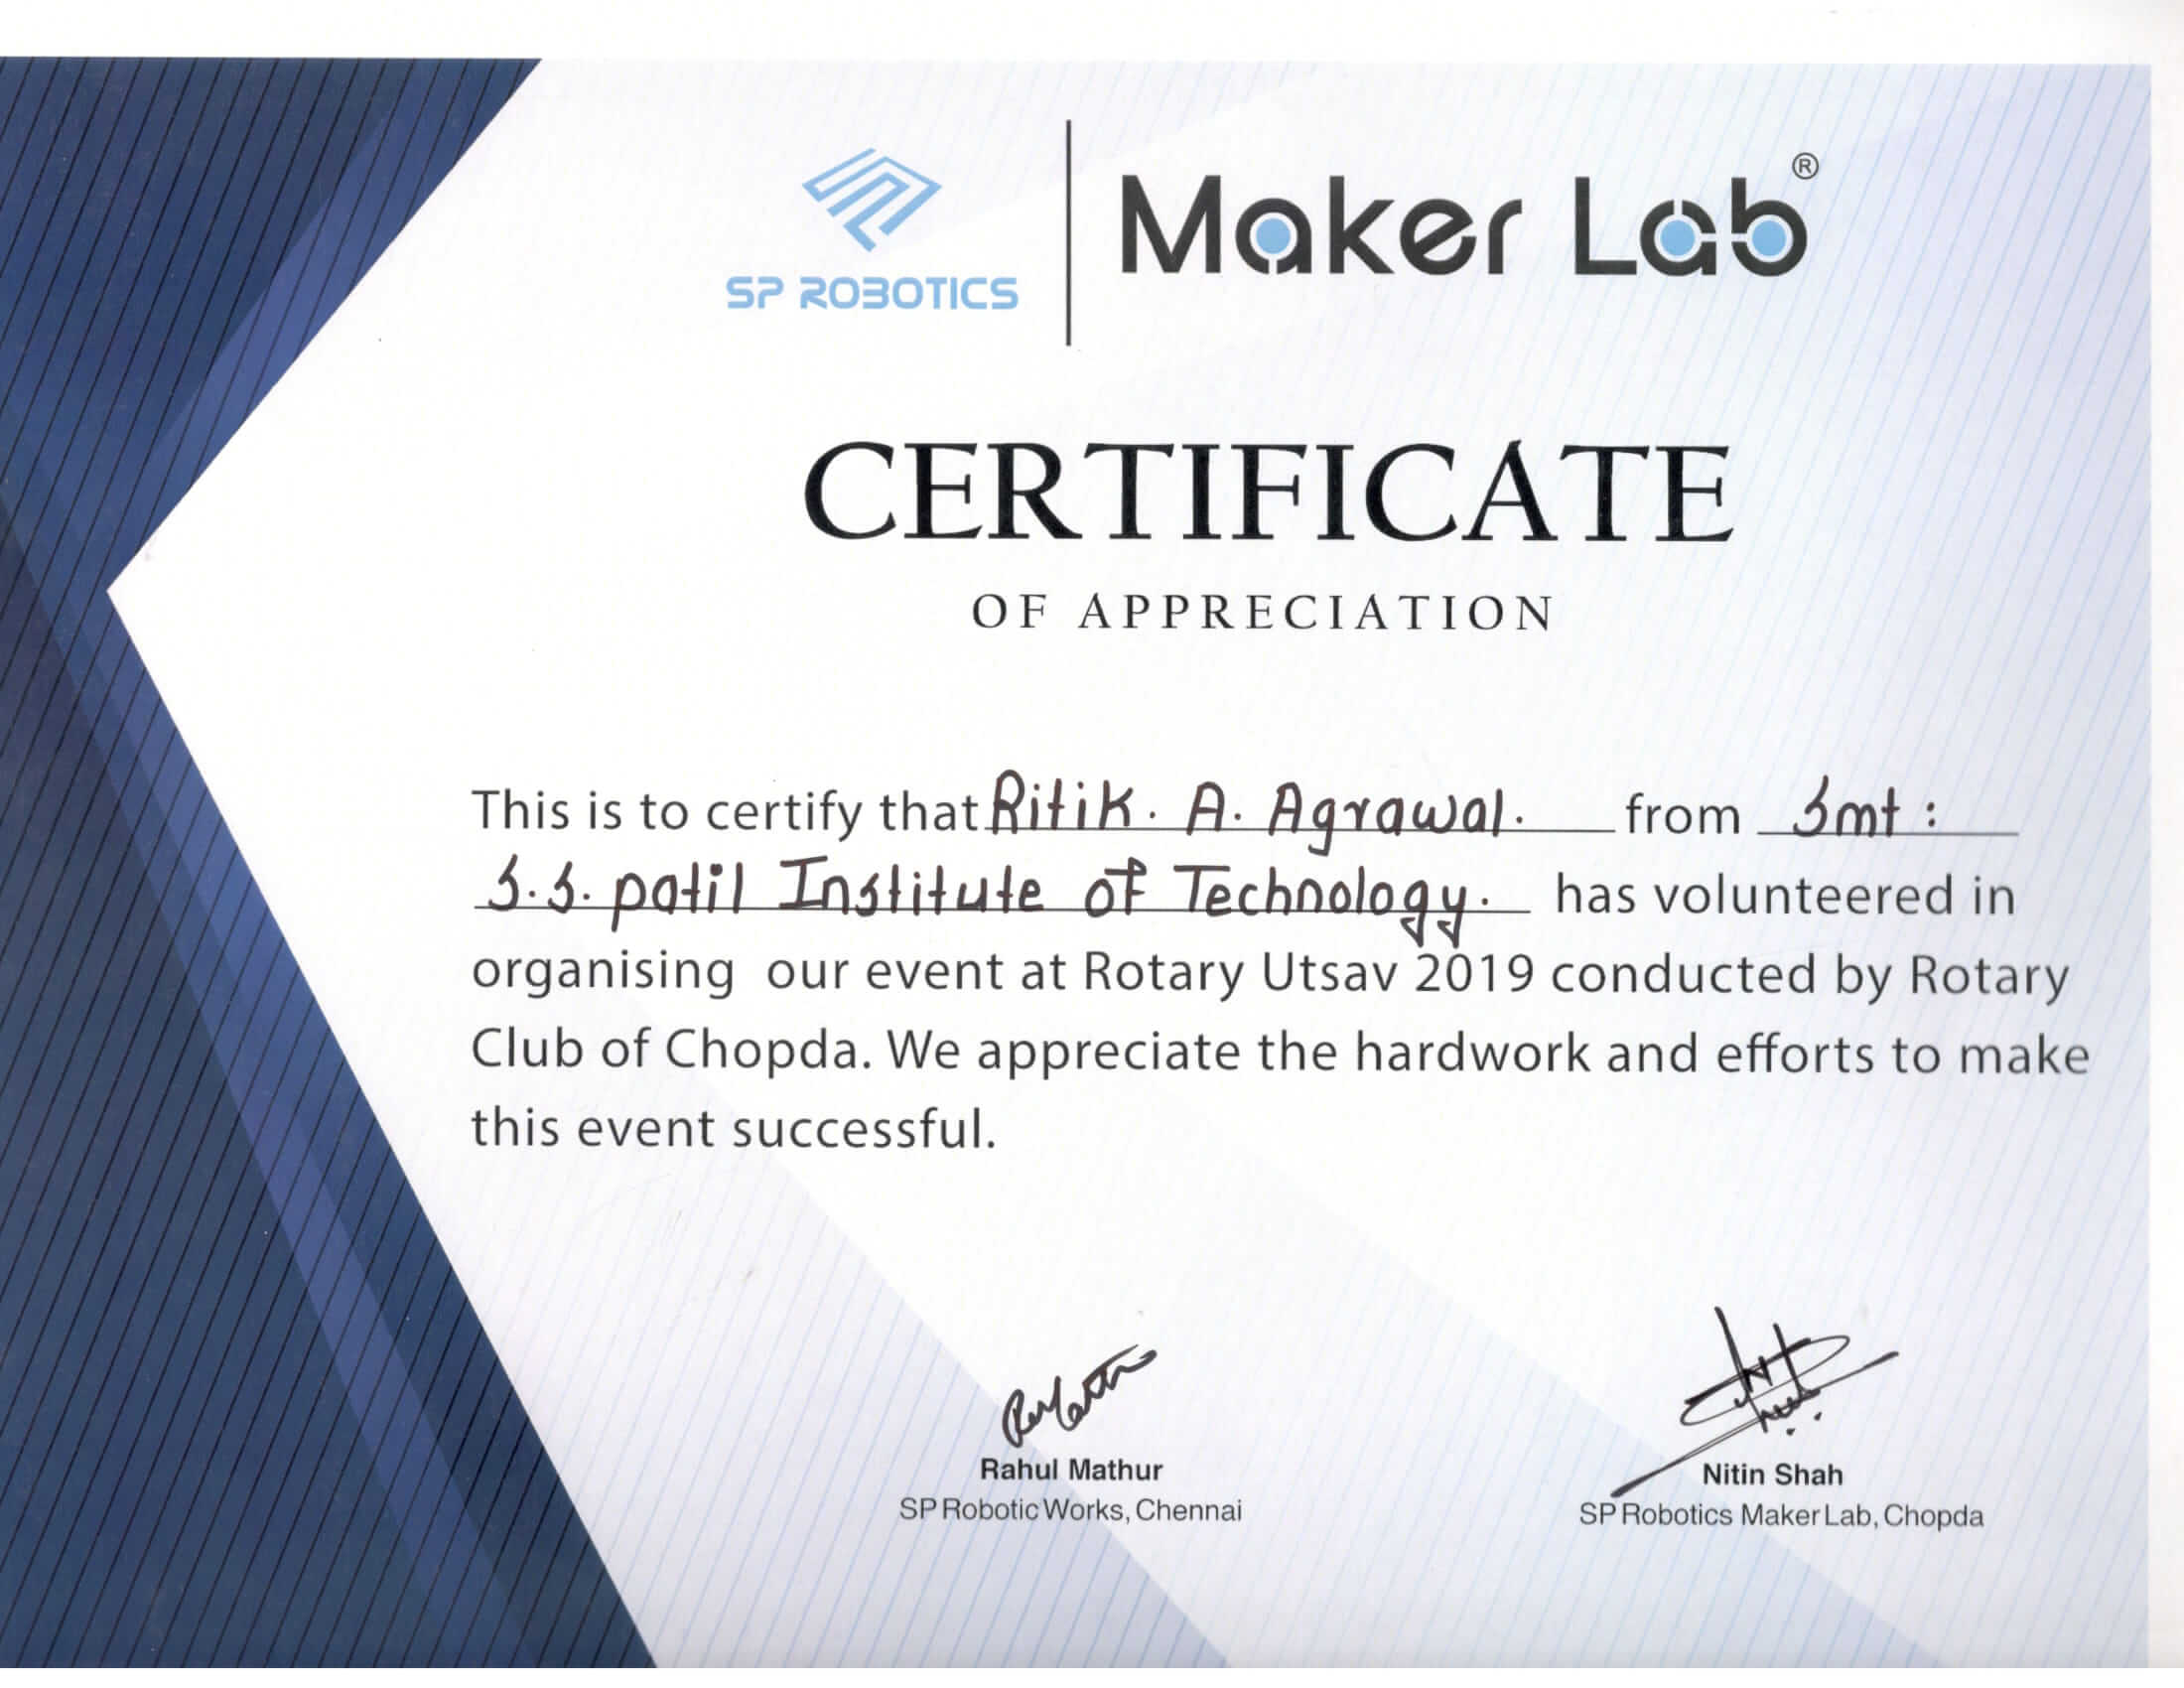 SP ROBOTICS
Maker Lab®
CERTIFICATE
OF APPRECIATION
This is to certify that Ritik. A. Agrawal. from Smt:
S.S. patil Institute of Technology. has volunteered in
organising our event at Rotary Utsav 2019 conducted by Rotary
Club of Chopda. We appreciate the hardwork and efforts to make
this event successful.
Rahul Mathur
SP Robotic Works, Chennai
Nitin Shah
SP Robotics Maker Lab, Chopda